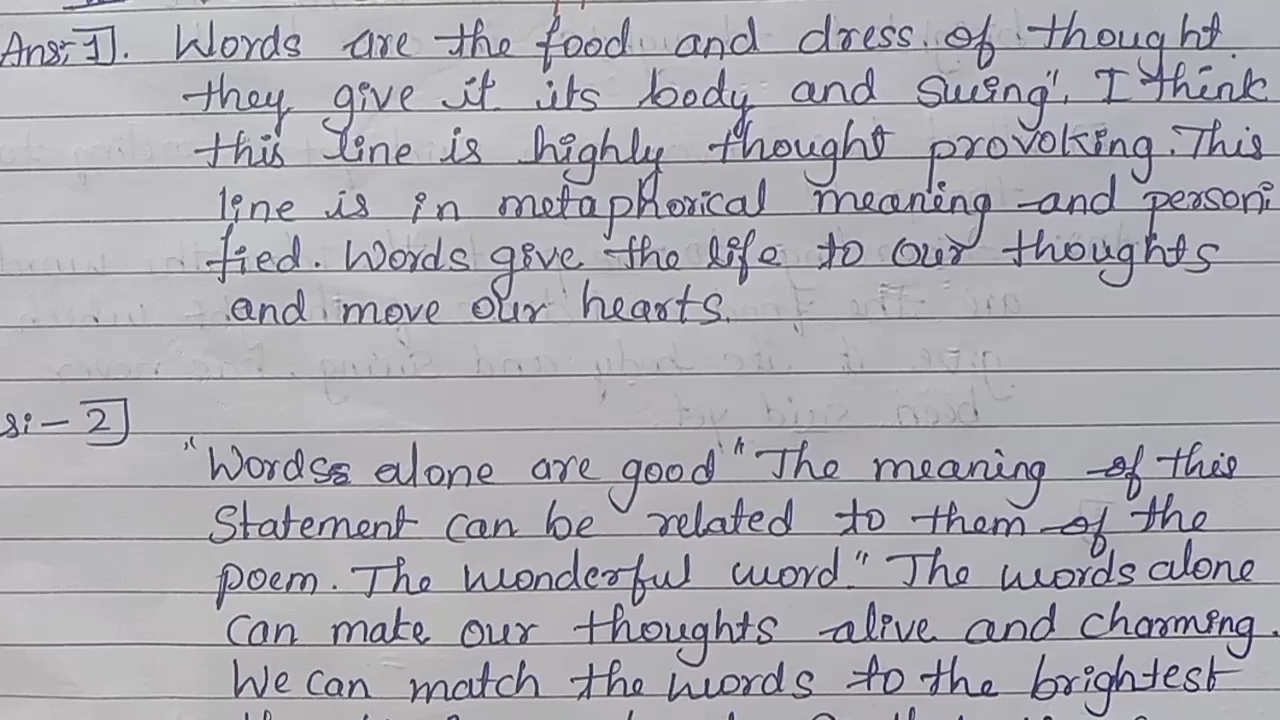 Ans; 1]. Words are the food and dress of thought
they give it its body and swing". I think
this line is highly thought provoking. This
line is in metaphorical meaning and personi
fied. Words give the life to our thoughts
and move our hearts.
s: - 2]
"Words alone are good" The meaning of this
Statement can be related to them of the
poem. The wonderful word." The words alone
can make our thoughts alive and charming.
We can match the words to the brightest